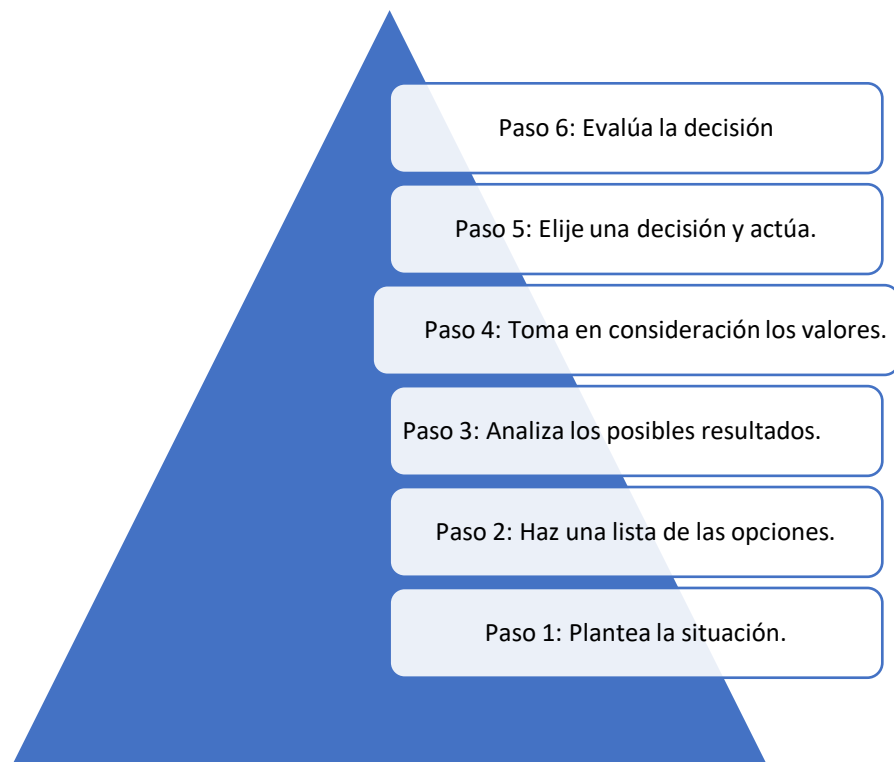 Paso 6: Evalúa la decisión
Paso 5: Elije una decisión y actúa.
Paso 4: Toma en consideración los valores.
Paso 3: Analiza los posibles resultados.
Paso 2: Haz una lista de las opciones.
Paso 1: Plantea la situación.